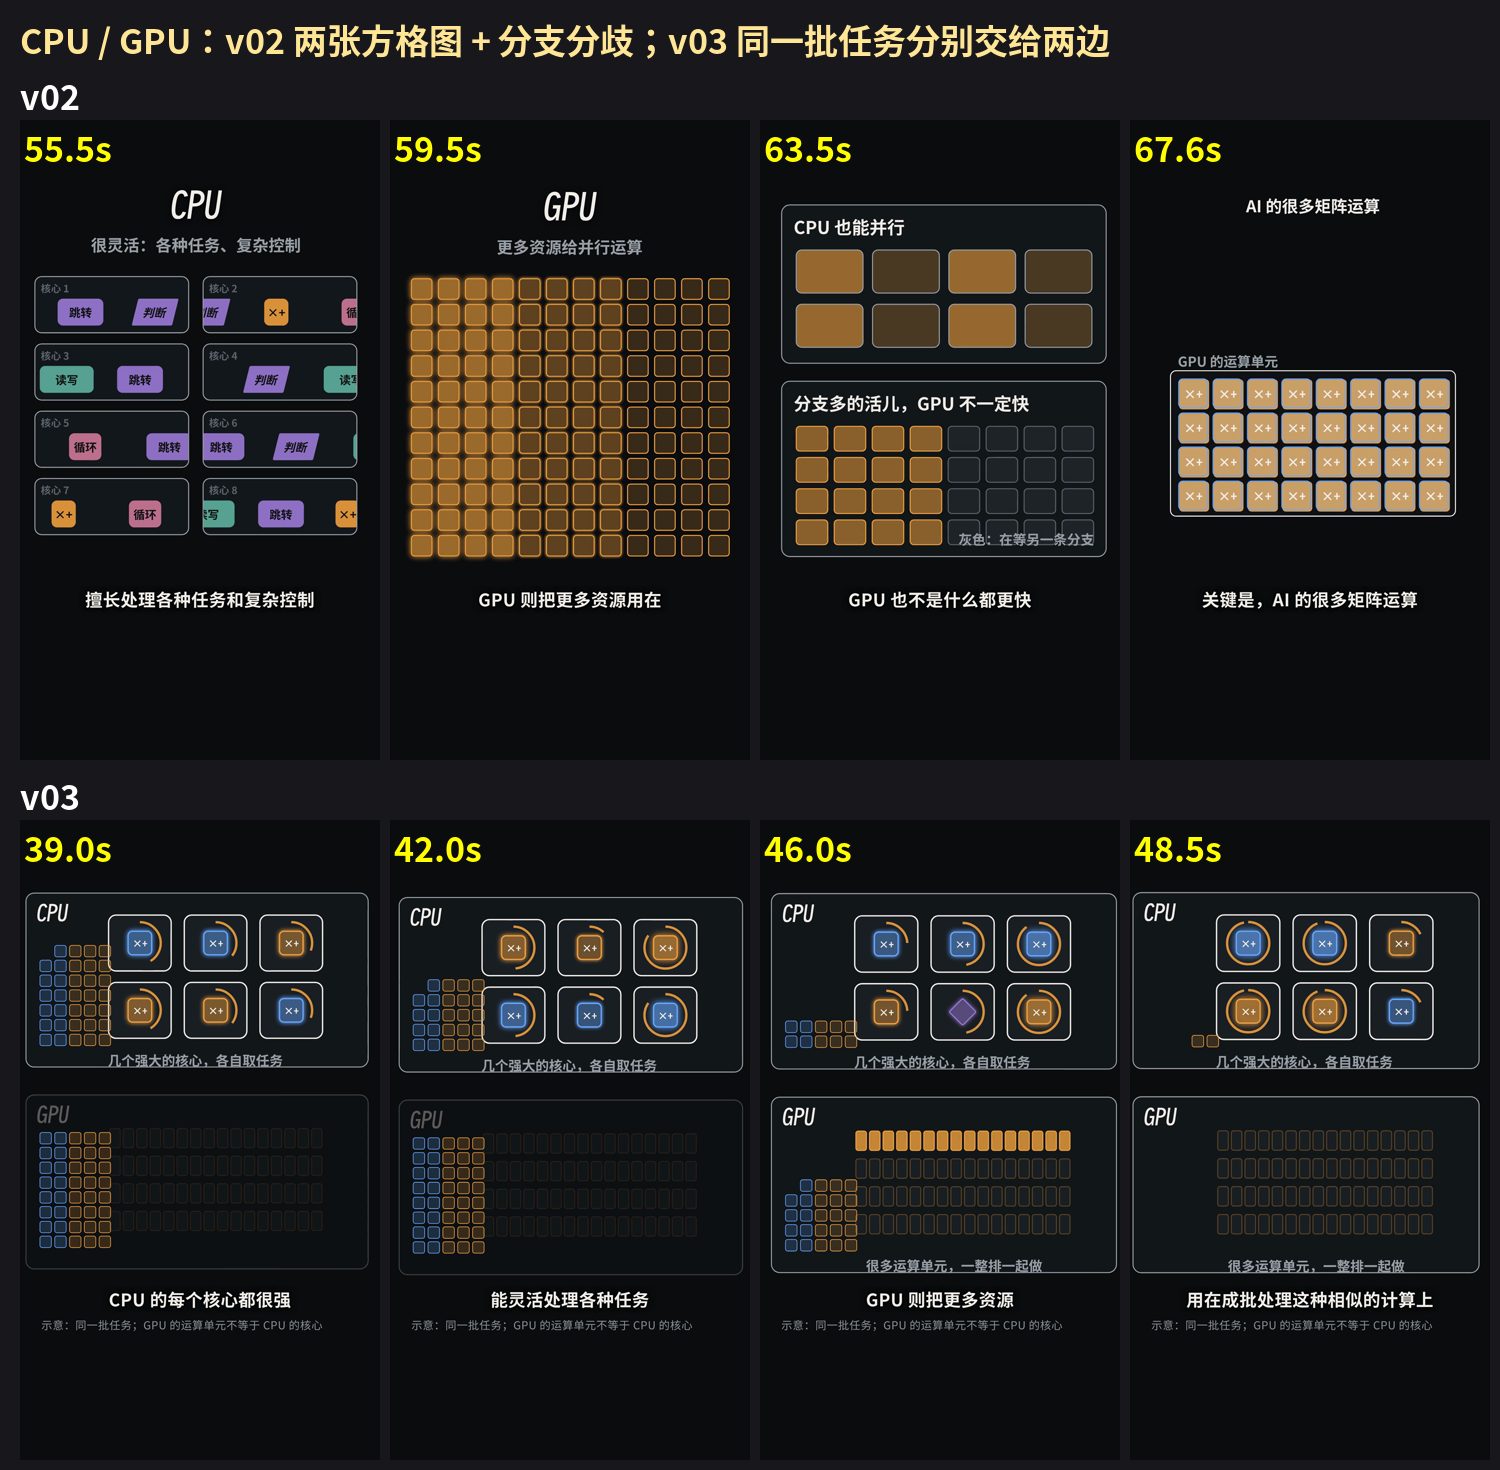 CPU / GPU：v02 两张方格图 + 分支分歧；v03 同一批任务分别交给两边
v02
55.5s
CPU
很灵活：各种任务、复杂控制
核心 1
跳转 判断
核心 2
判断 ×+ 循
核心 3
读写 跳转
核心 4
判断 读写
核心 5
循环 跳转
核心 6
跳转 判断
核心 7
×+ 循环
核心 8
读写 跳转 ×+
擅长处理各种任务和复杂控制
59.5s
GPU
更多资源给并行运算
GPU 则把更多资源用在
63.5s
CPU 也能并行
分支多的活儿，GPU 不一定快
灰色：在等另一条分支
GPU 也不是什么都更快
67.6s
AI 的很多矩阵运算
GPU 的运算单元
×+ ×+ ×+ ×+ ×+ ×+ ×+ ×+
×+ ×+ ×+ ×+ ×+ ×+ ×+ ×+
×+ ×+ ×+ ×+ ×+ ×+ ×+ ×+
×+ ×+ ×+ ×+ ×+ ×+ ×+ ×+
关键是，AI 的很多矩阵运算
v03
39.0s
CPU
×+ ×+ ×+
×+ ×+ ×+
几个强大的核心，各自取任务
GPU
CPU 的每个核心都很强
示意：同一批任务；GPU 的运算单元不等于 CPU 的核心
42.0s
CPU
×+ ×+ ×+
×+ ×+ ×+
几个强大的核心，各自取任务
GPU
能灵活处理各种任务
示意：同一批任务；GPU 的运算单元不等于 CPU 的核心
46.0s
CPU
×+ ×+ ×+
×+ ×+ ×+
几个强大的核心，各自取任务
GPU
很多运算单元，一整排一起做
GPU 则把更多资源
示意：同一批任务；GPU 的运算单元不等于 CPU 的核心
48.5s
CPU
×+ ×+ ×+
×+ ×+ ×+
几个强大的核心，各自取任务
GPU
很多运算单元，一整排一起做
用在成批处理这种相似的计算上
示意：同一批任务；GPU 的运算单元不等于 CPU 的核心